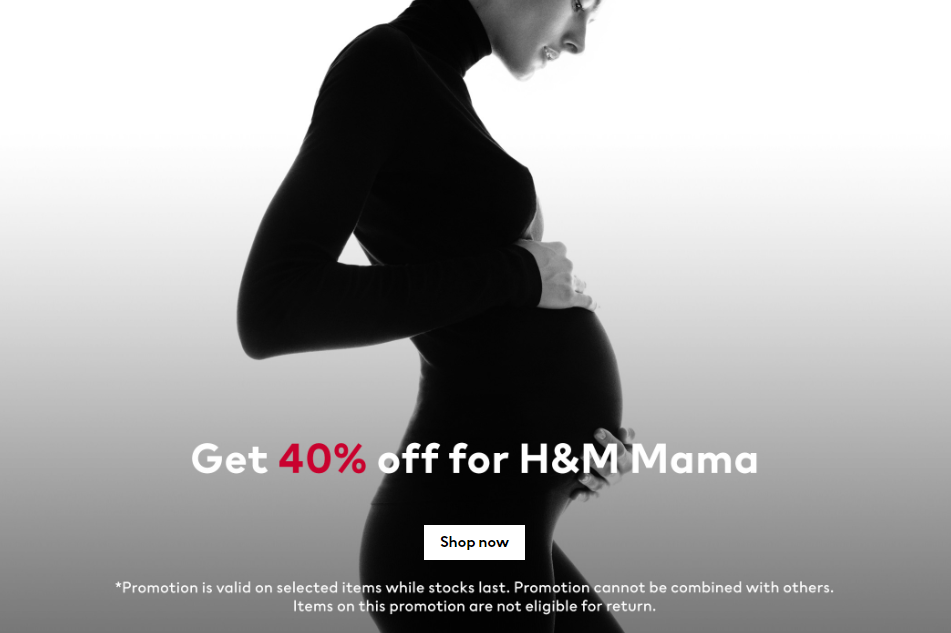 Get 40% off for H&M Mama
Shop now
*Promotion is valid on selected items while stocks last. Promotion cannot be combined with others.
Items on this promotion are not eligible for return.